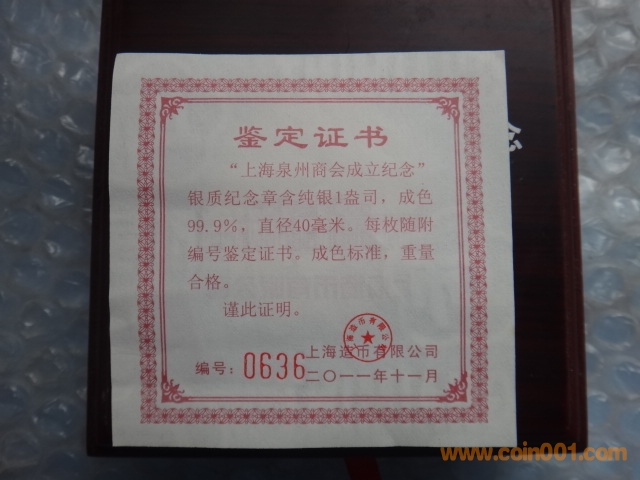 鉴定证书
“上海泉州商会成立纪念”
银质纪念章含纯银1盎司，成色
99.9%，直径40毫米。每枚随附
编号鉴定证书。成色标准，重量
合格。
谨此证明。
编号：0636
上海造币有限公司
二〇一一年十一月
念
www.coin001.com